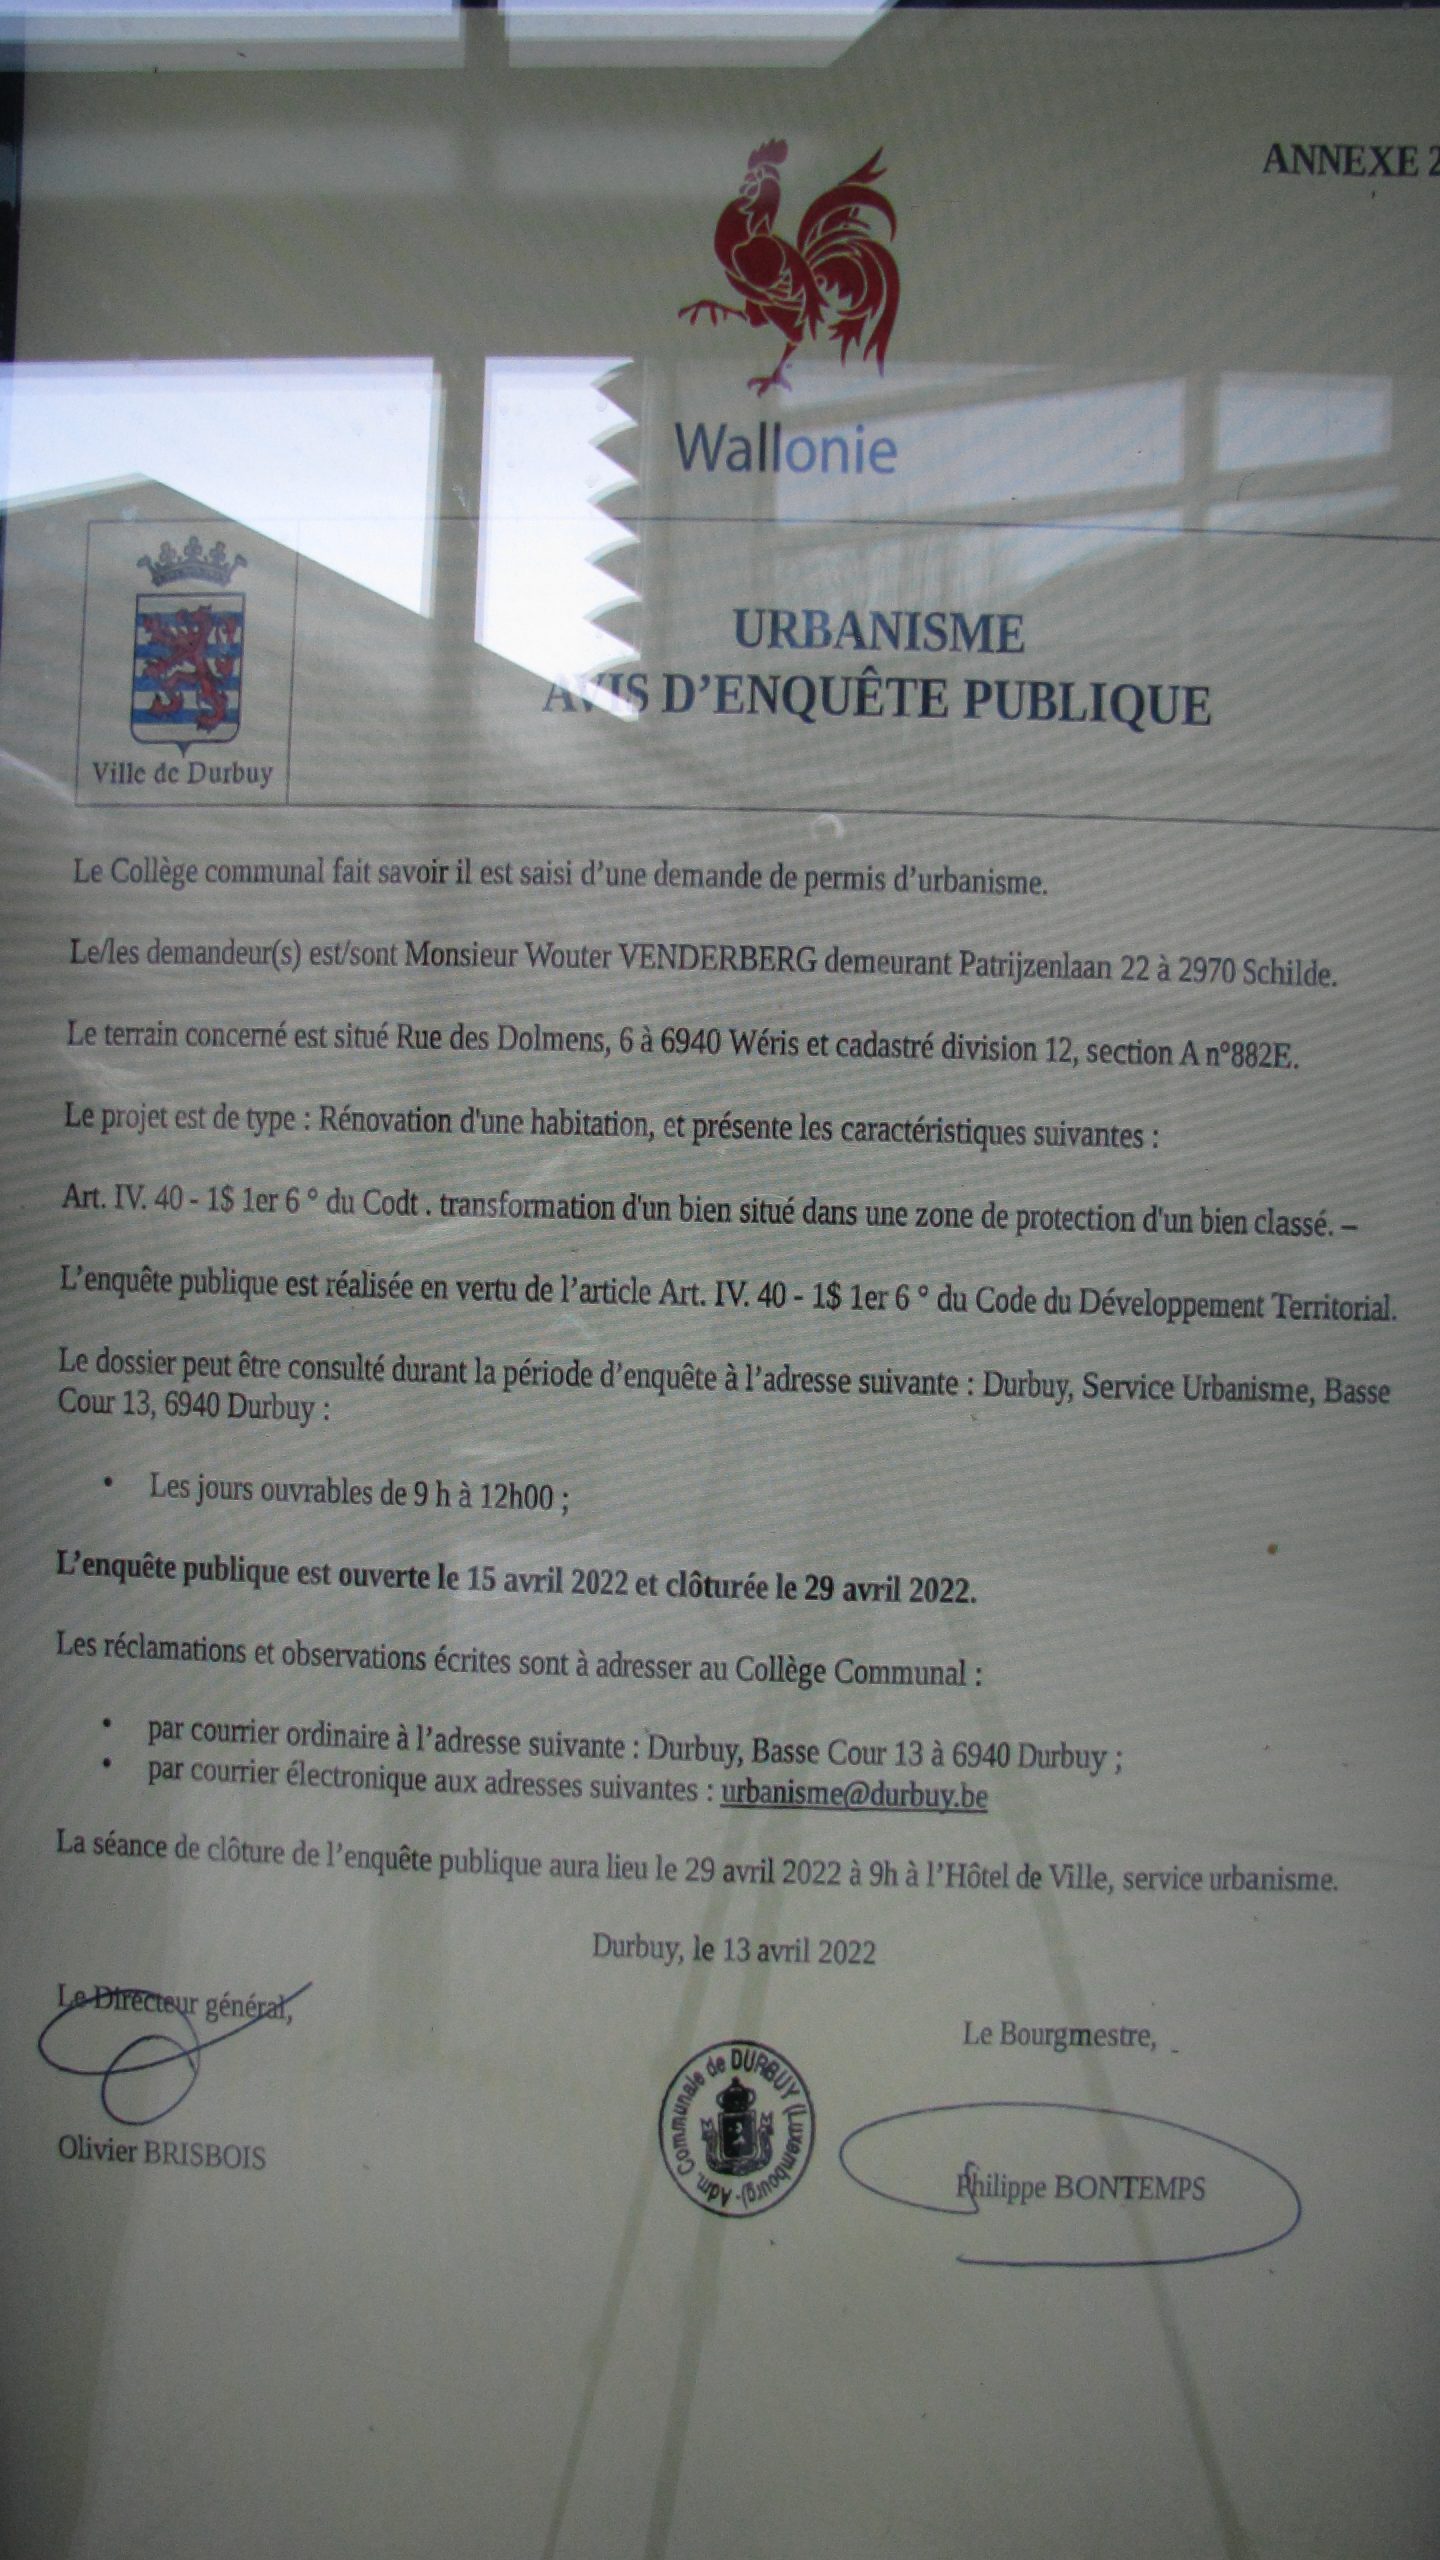 ANNEXE 2
Wallonie
Ville de Durbuy
URBANISME
AVIS D'ENQUÊTE PUBLIQUE
Le Collège communal fait savoir il est saisi d'une demande de permis d'urbanisme.
Le/les demandeur(s) est/sont Monsieur Wouter VENDERBERG demeurant Patrijzenlaan 22 à 2970 Schilde.
Le terrain concerné est situé Rue des Dolmens, 6 à 6940 Wéris et cadastré division 12, section A n°882E.
Le projet est de type : Rénovation d'une habitation, et présente les caractéristiques suivantes :
Art. IV. 40 - 1$ 1er 6 ° du Codt . transformation d'un bien situé dans une zone de protection d'un bien classé. –
L'enquête publique est réalisée en vertu de l'article Art. IV. 40 - 1$ 1er 6 ° du Code du Développement Territorial.
Le dossier peut être consulté durant la période d'enquête à l'adresse suivante : Durbuy, Service Urbanisme, Basse
Cour 13, 6940 Durbuy :
• Les jours ouvrables de 9 h à 12h00 ;
L'enquête publique est ouverte le 15 avril 2022 et clôturée le 29 avril 2022.
Les réclamations et observations écrites sont à adresser au Collège Communal :
• par courrier ordinaire à l'adresse suivante : Durbuy, Basse Cour 13 à 6940 Durbuy ;
• par courrier électronique aux adresses suivantes : urbanisme@durbuy.be
La séance de clôture de l'enquête publique aura lieu le 29 avril 2022 à 9h à l'Hôtel de Ville, service urbanisme.
Durbuy, le 13 avril 2022
Le Directeur général,
Le Bourgmestre,
Adm. Communale de DURBUY (Luxembourg)-
Olivier BRISBOIS
Philippe BONTEMPS